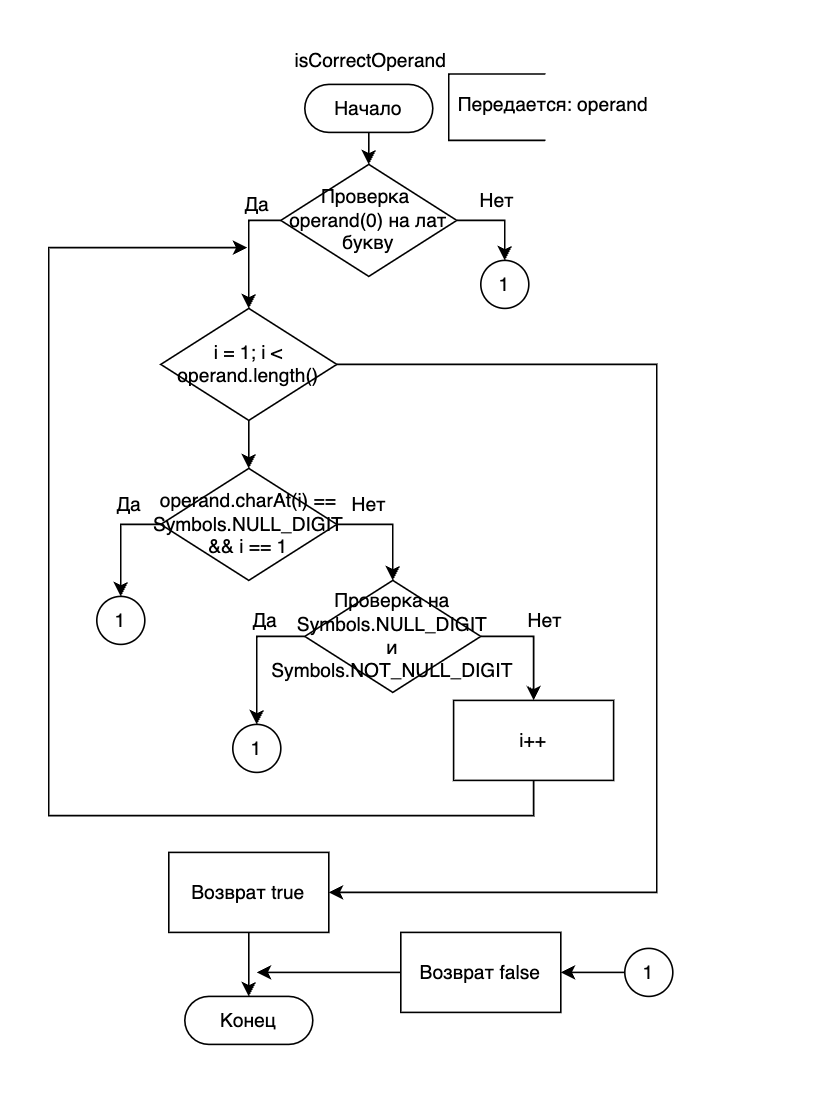 isCorrectOperand
Начало
Передается: operand
Проверка
operand(0) на лат
букву
Да
Нет
1
i = 1; i <
operand.length()
operand.charAt(i) ==
Symbols.NULL_DIGIT
&& i == 1
Да
Нет
1
Проверка на
Symbols.NULL_DIGIT
и
Symbols.NOT_NULL_DIGIT
Да
Нет
1
i++
Возврат true
Возврат false
1
Конец